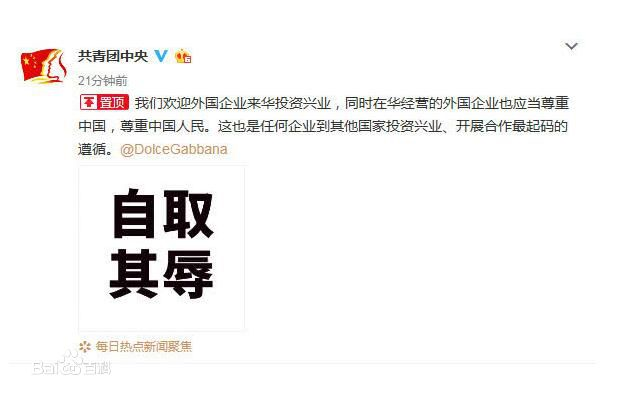 共青团中央
21分钟前
置顶 我们欢迎外国企业来华投资兴业，同时在华经营的外国企业也应当尊重
中国，尊重中国人民。这也是任何企业到其他国家投资兴业、开展合作最起码的
遵循。@DolceGabbana
自取
其辱
每日热点新闻聚焦
Baidu百科